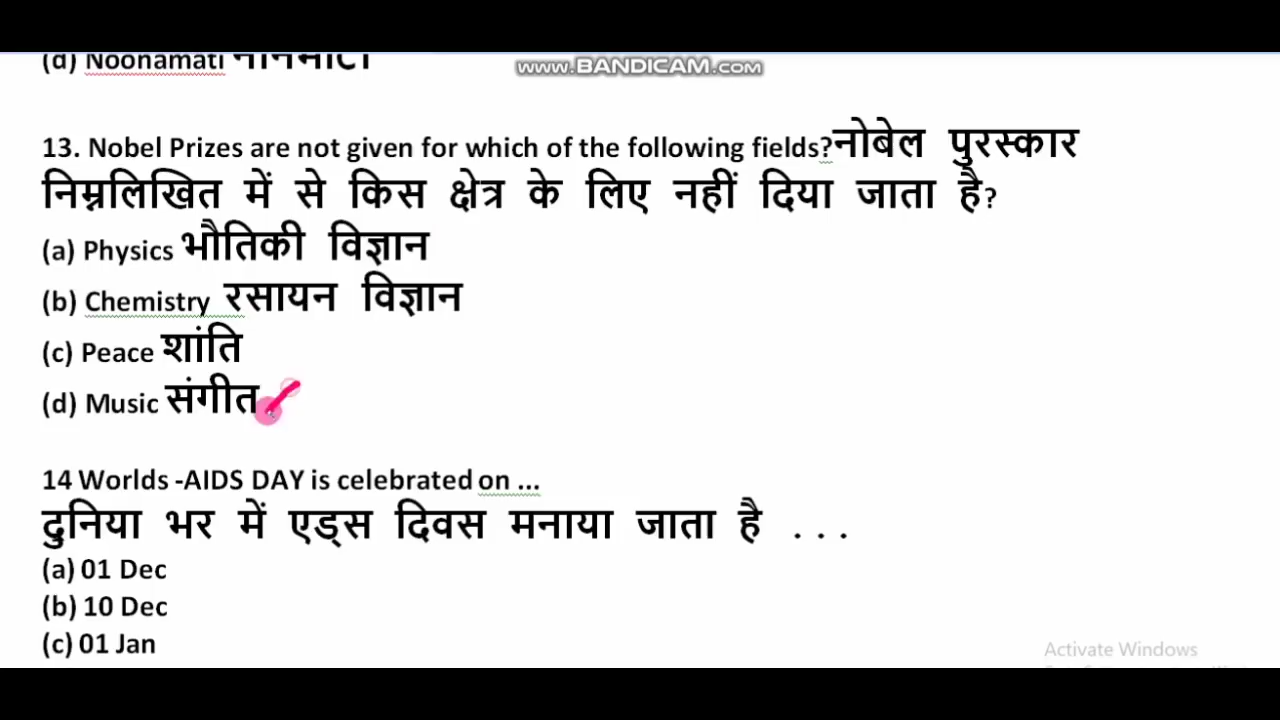 (d) Noonamati नॉनमाटी
www.BANDICAM.com
13. Nobel Prizes are not given for which of the following fields?नोबेल पुरस्कार
निम्नलिखित में से किस क्षेत्र के लिए नहीं दिया जाता है?
(a) Physics भौतिकी विज्ञान
(b) Chemistry रसायन विज्ञान
(c) Peace शांति
(d) Music संगीत
14 Worlds -AIDS DAY is celebrated on ...
दुनिया भर में एड्स दिवस मनाया जाता है ...
(a) 01 Dec
(b) 10 Dec
(c) 01 Jan
Activate Windows